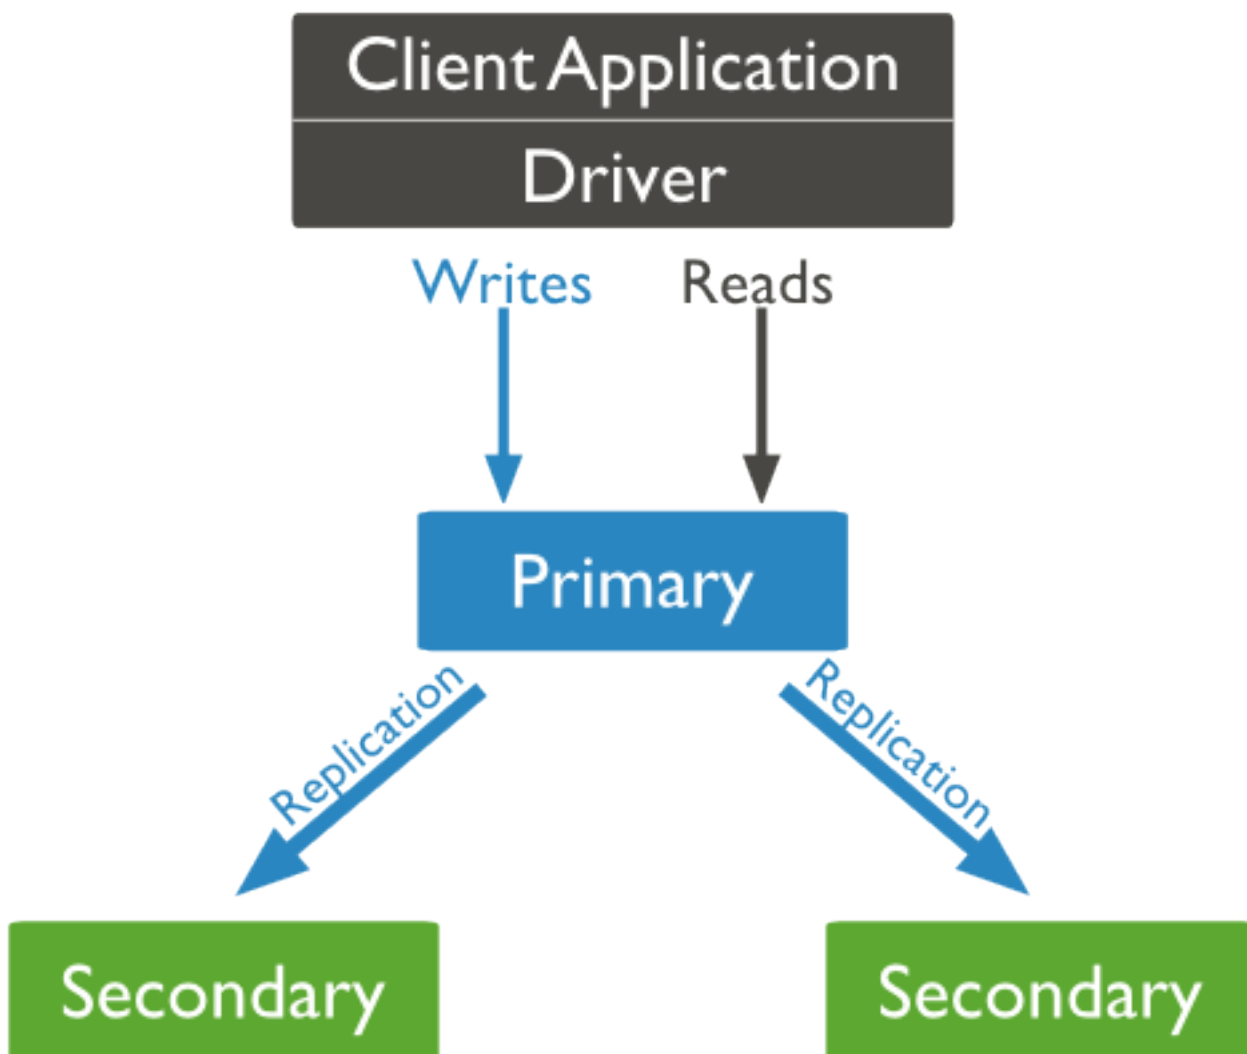 Client Application
Driver
Writes
Reads
Primary
Replication
Replication
Secondary
Secondary